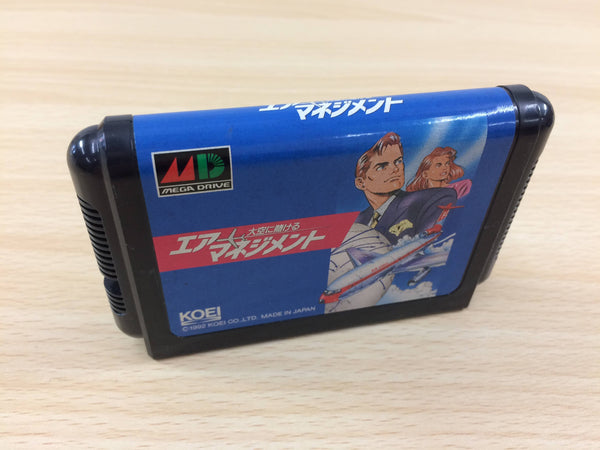 エアーマネジメント
MD
MEGA DRIVE
大空に賭ける
エアーマネジメント
KOEI
©1992 KOEI CO.,LTD. MADE IN JAPAN